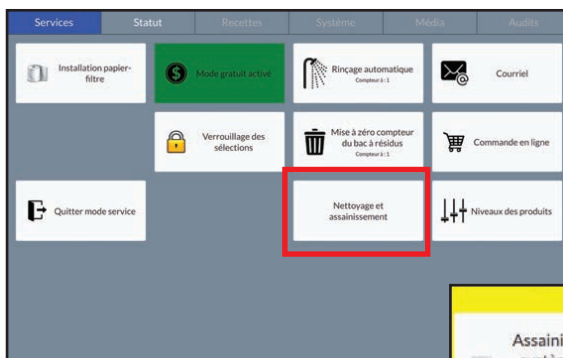 Services Statut Recettes Système Média Audits
Installation papier-
filtre
Mode gratuit activé
Rinçage automatique
Compteur à : 1
Courriel
Verrouillage des
sélections
Mise à zéro compteur
du bac à résidus
Compteur à : 1
Commande en ligne
Quitter mode service
Nettoyage et
assainissement
Niveaux des produits
Assaini